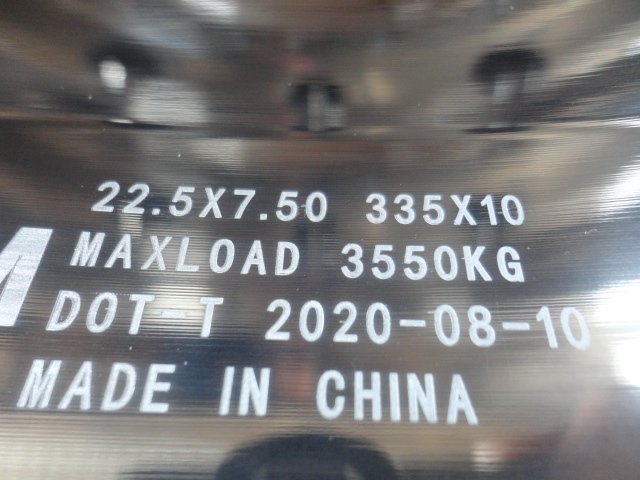 22.5X7.50 335X10
MAXLOAD 3550KG
DOT-T 2020-08-10
MADE IN CHINA